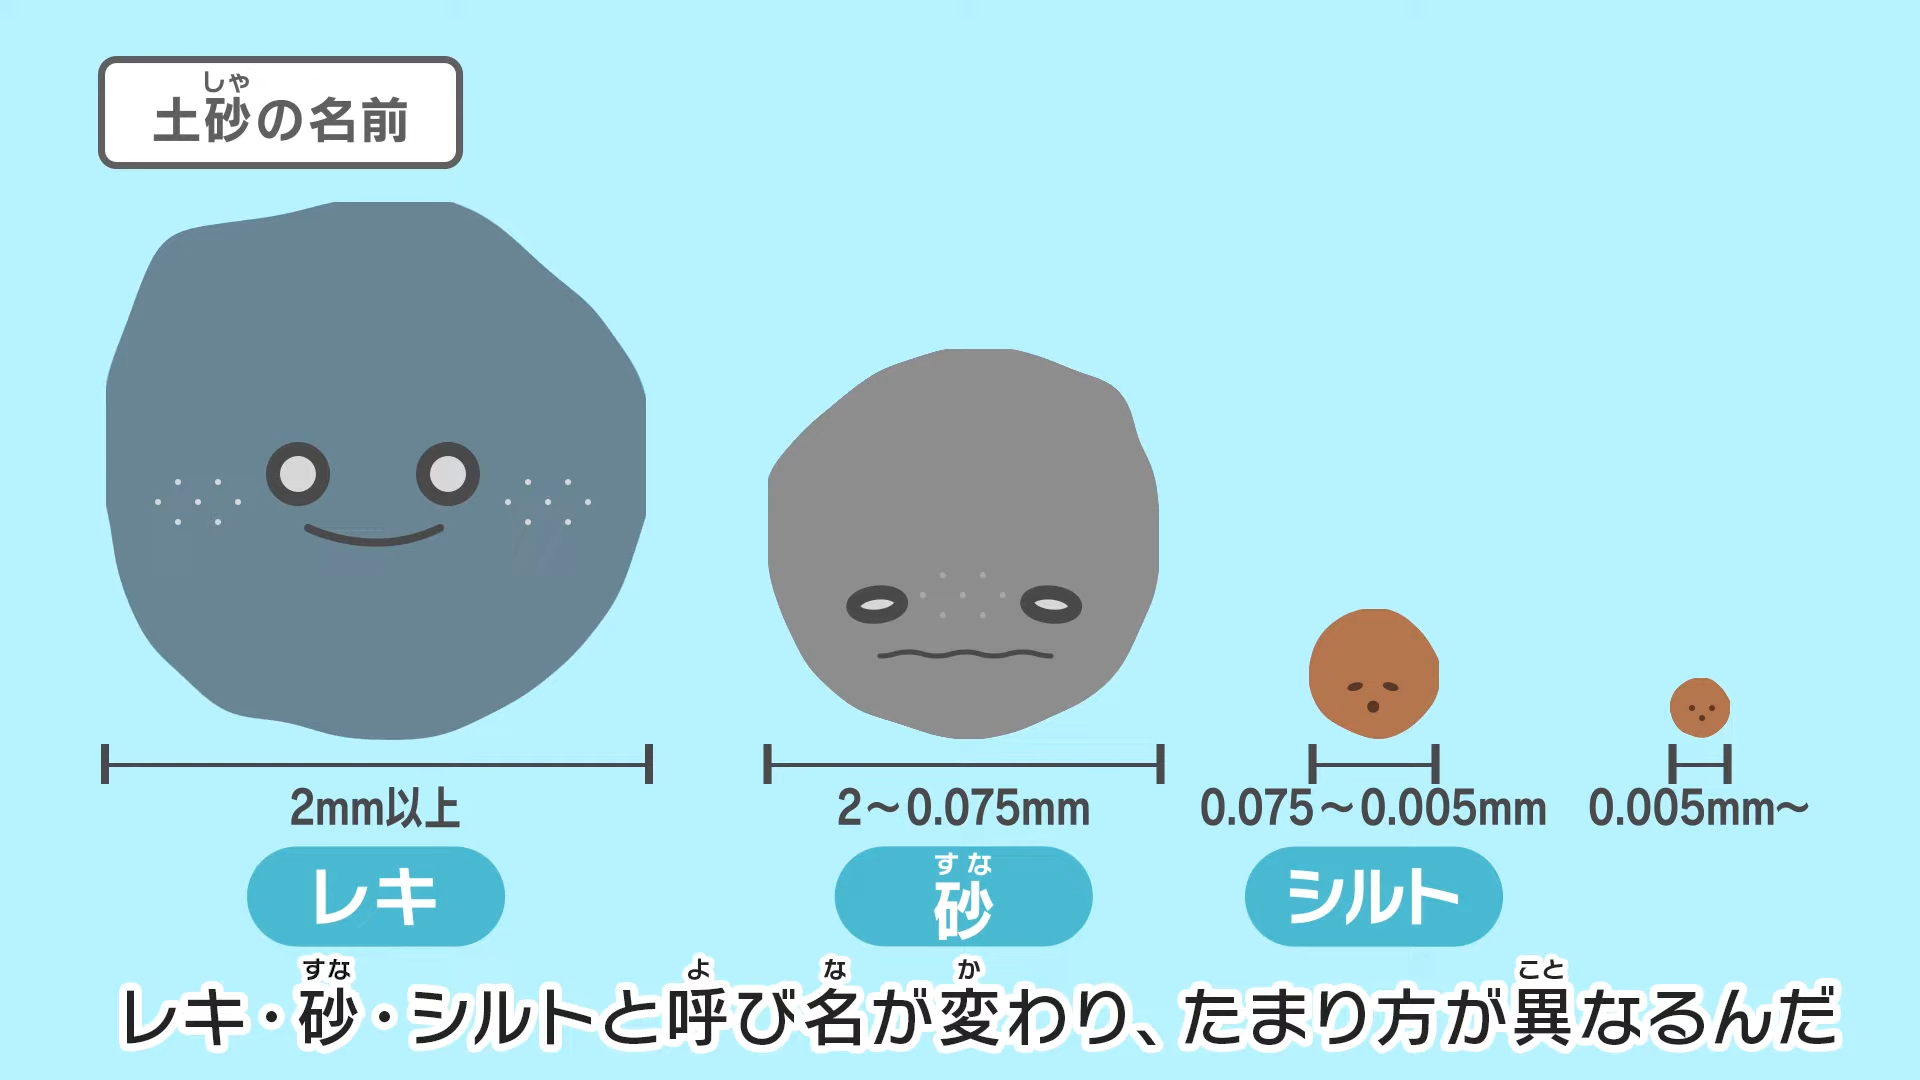 しゃ
土砂の名前
2mm以上
2～0.075mm
0.075～0.005mm
0.005mm~
レキ
すな
砂
シルト
すな よ な か こと
レキ・砂・シルトと呼び名が変わり、たまり方が異なるんだ